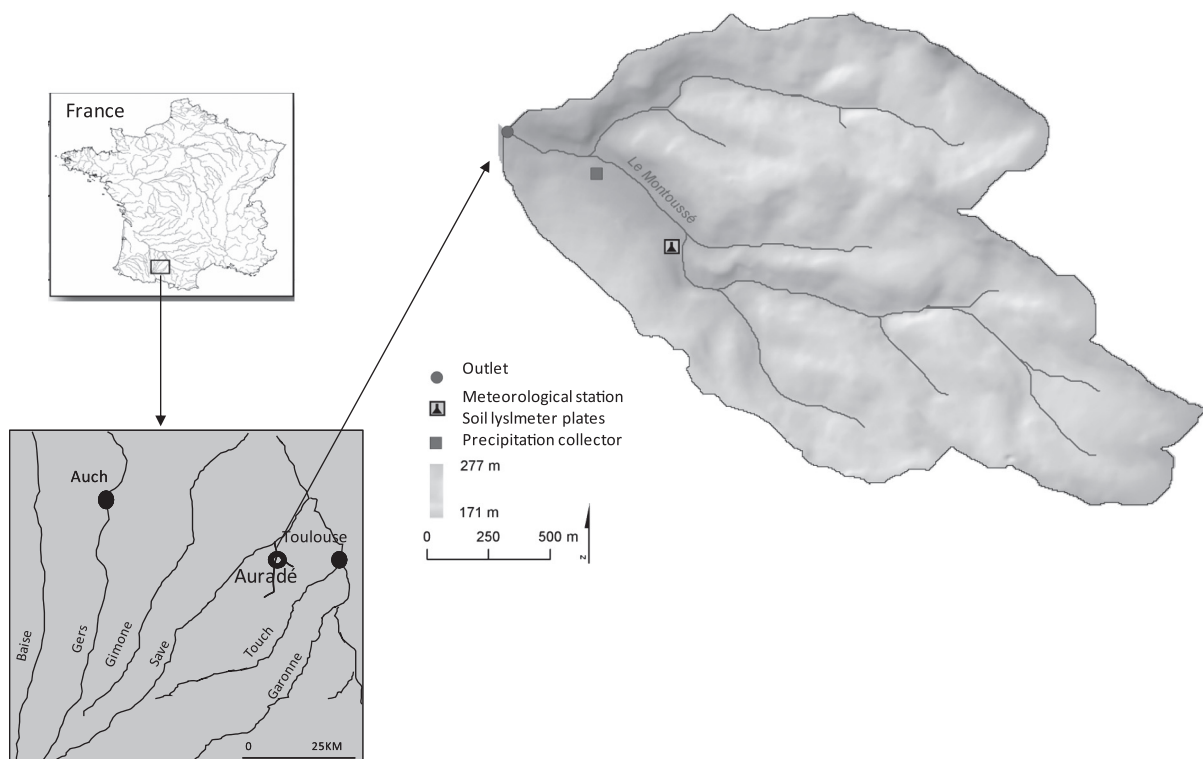 France
Le Montoussé
Outlet
Meteorological station
Soil lyslmeter plates
Precipitation collector
277 m
171 m
0 250 500 m
z
Auch
Toulouse
Auradé
Baise
Gers
Gimone
Save
Touch
Garonne
0 25KM